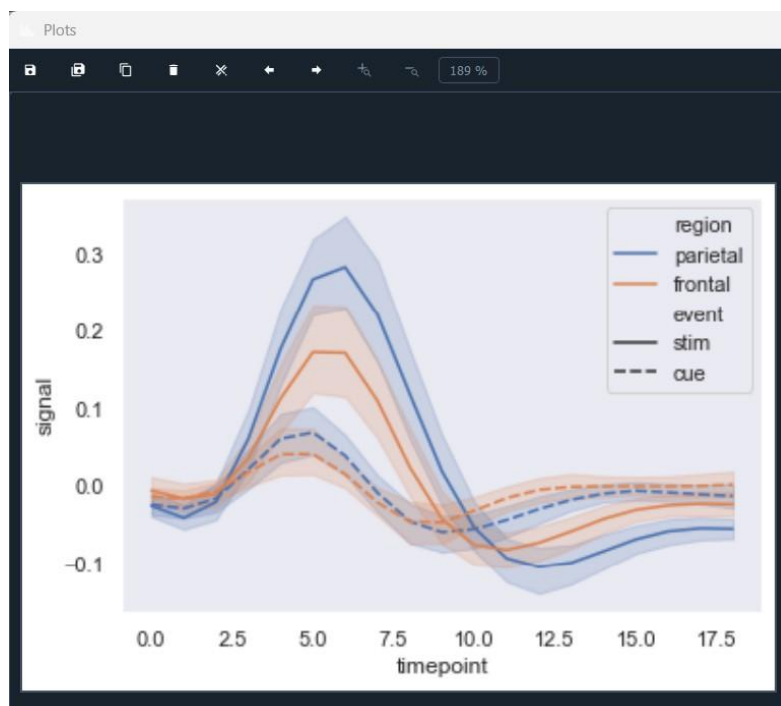 Plots
189 %
region
parietal
frontal
event
stim
cue
signal
0.3
0.2
0.1
0.0
−0.1
0.0 2.5 5.0 7.5 10.0 12.5 15.0 17.5
timepoint